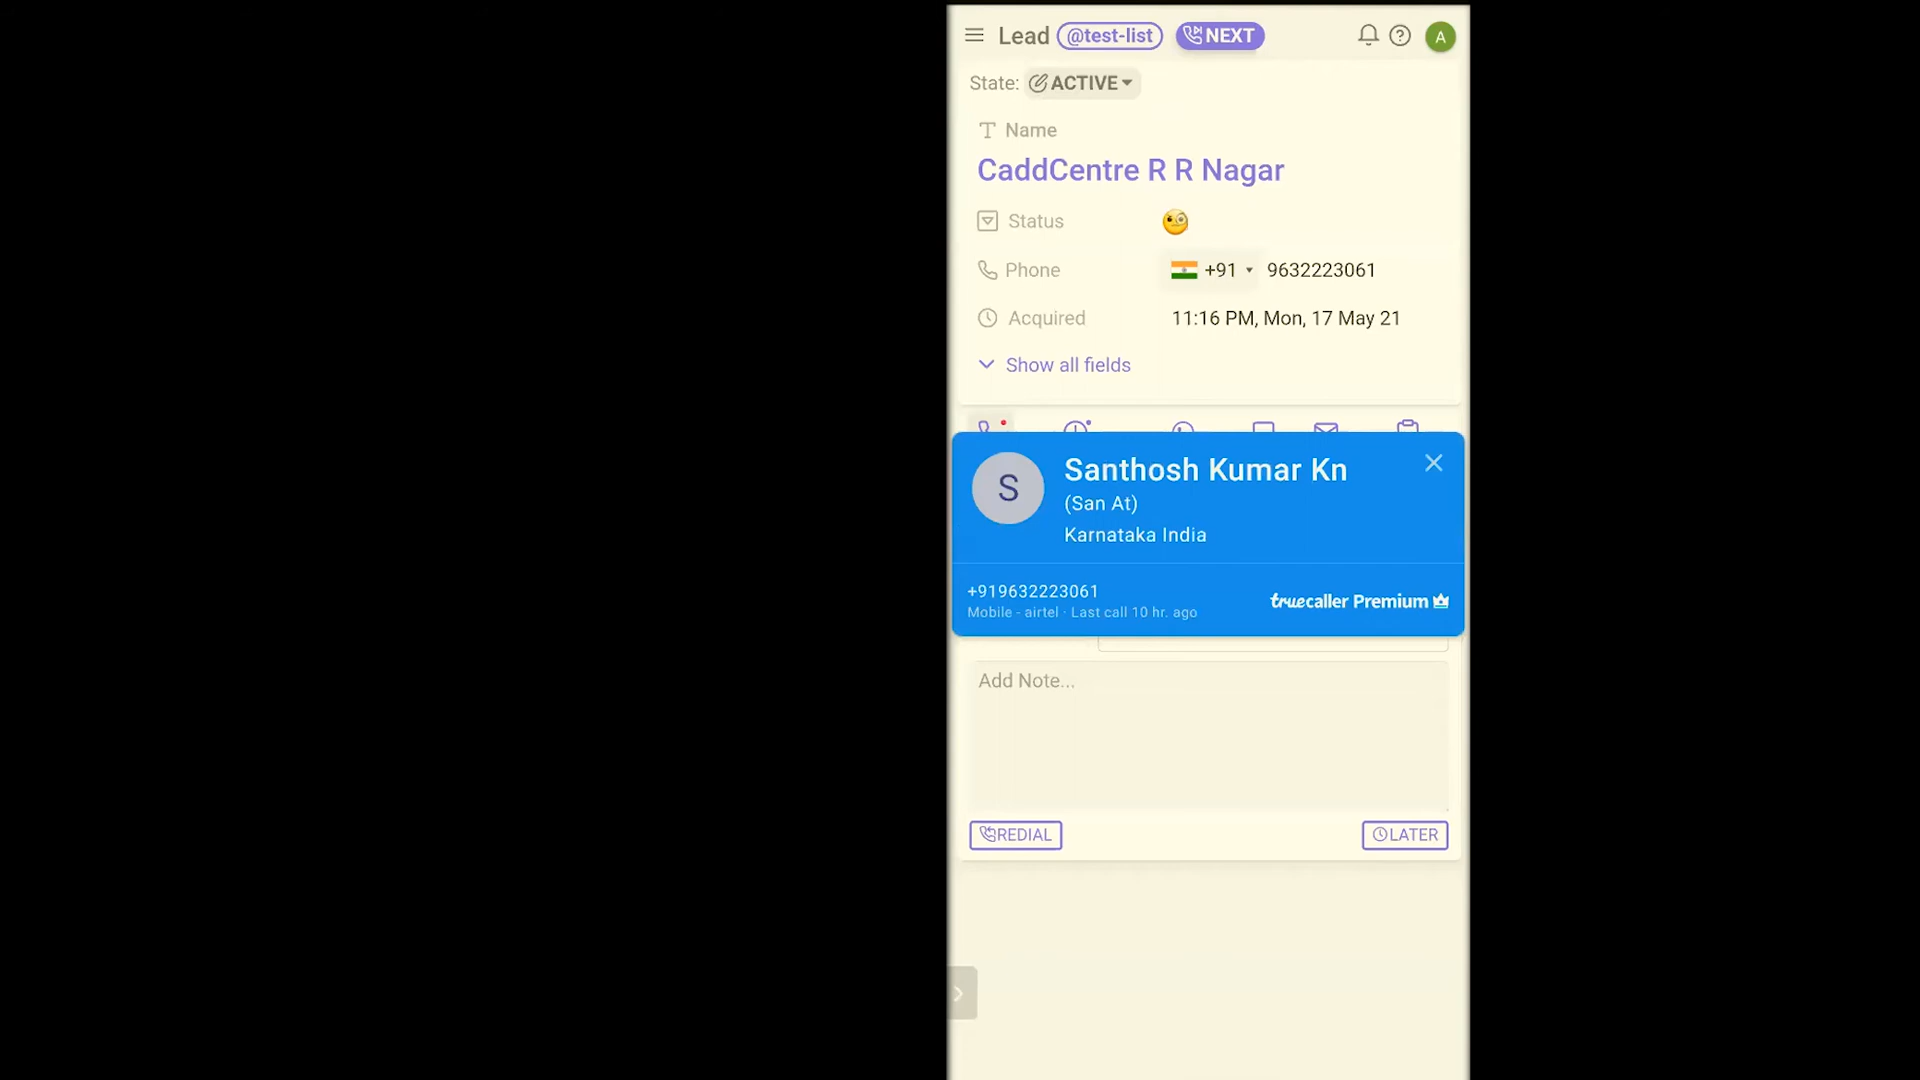 Lead @test-list NEXT A
State: ACTIVE
Name
CaddCentre R R Nagar
Status
Phone +91 9632223061
Acquired 11:16 PM, Mon, 17 May 21
Show all fields
S
Santhosh Kumar Kn
(San At)
Karnataka India
+919632223061
Mobile - airtel · Last call 10 hr. ago
truecaller Premium
Add Note...
REDIAL LATER